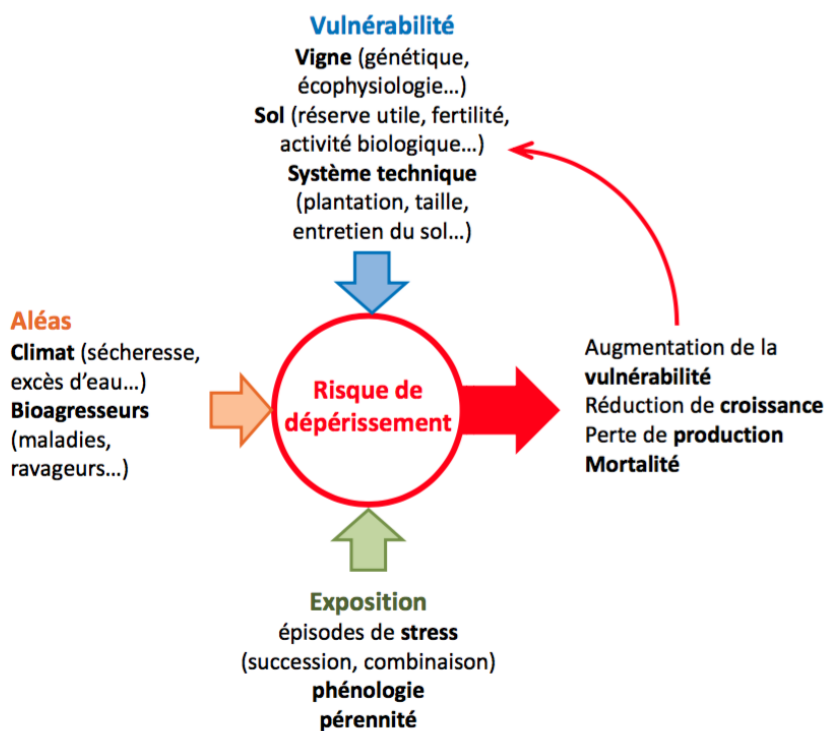 Vulnérabilité
Vigne (génétique,
écophysiologie…)
Sol (réserve utile, fertilité,
activité biologique…)
Système technique
(plantation, taille,
entretien du sol…)
Aléas
Climat (sécheresse,
excès d'eau…)
Bioagresseurs
(maladies,
ravageurs…)
Risque de
dépérissement
Augmentation de la
vulnérabilité
Réduction de croissance
Perte de production
Mortalité
Exposition
épisodes de stress
(succession, combinaison)
phénologie
pérennité